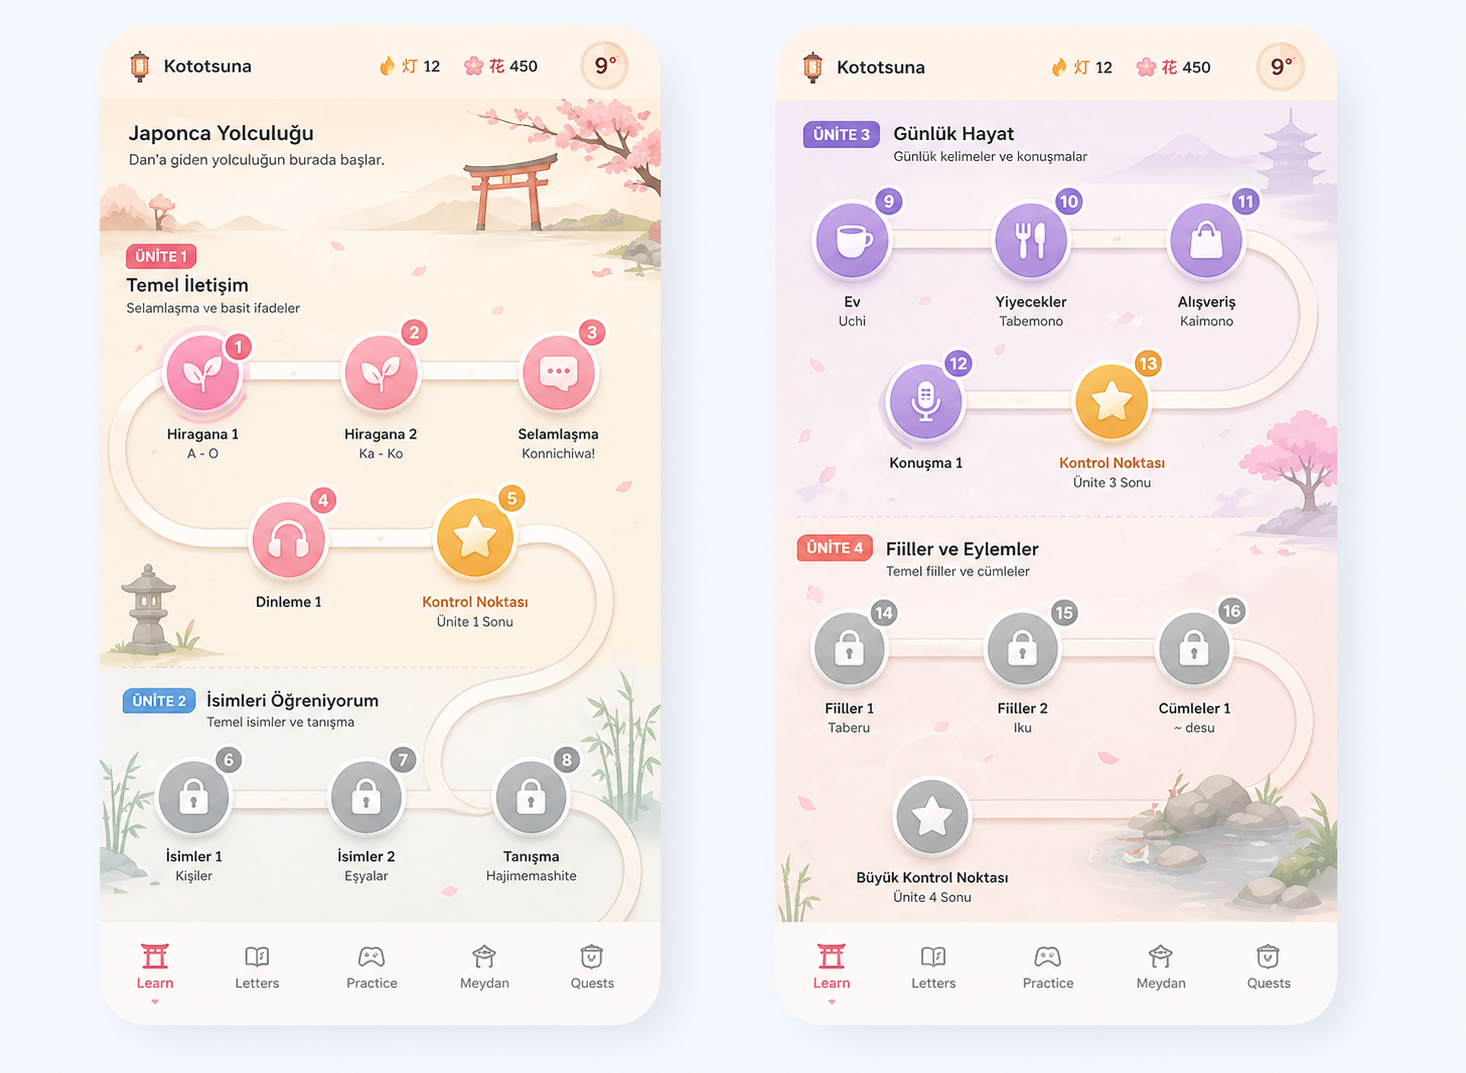 Kototsuna
灯 12
花 450
9°
Japonca Yolculuğu
Dan'a giden yolculuğun burada başlar.
ÜNİTE 1
Temel İletişim
Selamlaşma ve basit ifadeler
1
2
3
Hiragana 1
A - O
Hiragana 2
Ka - Ko
Selamlaşma
Konnichiwa!
4
5
Dinleme 1
Kontrol Noktası
Ünite 1 Sonu
ÜNİTE 2
İsimleri Öğreniyorum
Temel isimler ve tanışma
6
7
8
İsimler 1
Kişiler
İsimler 2
Eşyalar
Tanışma
Hajimemashite
Learn
Letters
Practice
Meydan
Quests
Kototsuna
灯 12
花 450
9°
ÜNİTE 3
Günlük Hayat
Günlük kelimeler ve konuşmalar
9
10
11
Ev
Uchi
Yiyecekler
Tabemono
Alışveriş
Kaimono
12
13
Konuşma 1
Kontrol Noktası
Ünite 3 Sonu
ÜNİTE 4
Fiiller ve Eylemler
Temel fiiller ve cümleler
14
15
16
Fiiller 1
Taberu
Fiiller 2
Iku
Cümleler 1
~ desu
Büyük Kontrol Noktası
Ünite 4 Sonu
Learn
Letters
Practice
Meydan
Quests